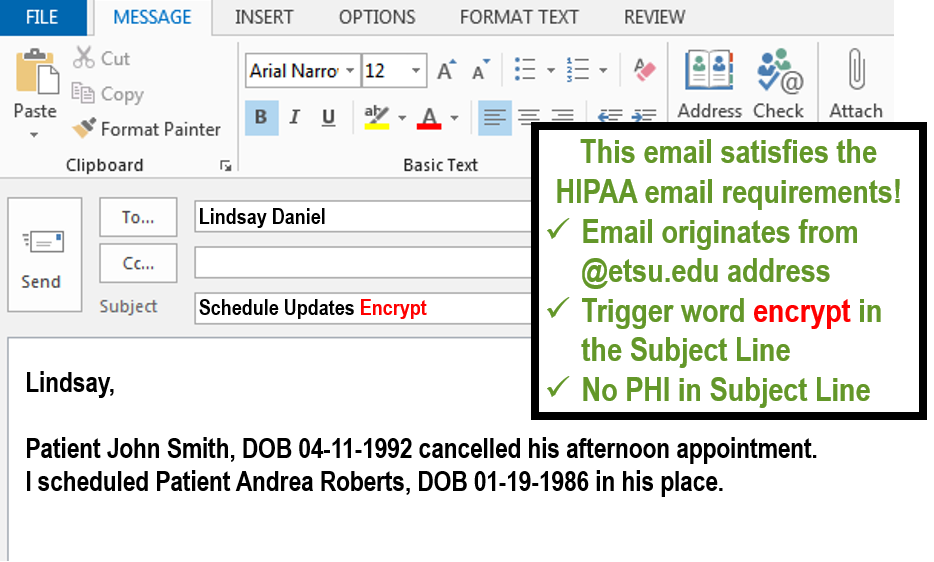 FILE MESSAGE INSERT OPTIONS FORMAT TEXT REVIEW
Cut
Copy
Paste
Format Painter
Clipboard
Arial Narro 12
B I U
Basic Text
Address Check Attach
This email satisfies the
HIPAA email requirements!
✓ Email originates from
@etsu.edu address
✓ Trigger word encrypt in
the Subject Line
✓ No PHI in Subject Line
Send
To... Lindsay Daniel
Cc...
Subject Schedule Updates Encrypt
Lindsay,
Patient John Smith, DOB 04-11-1992 cancelled his afternoon appointment.
I scheduled Patient Andrea Roberts, DOB 01-19-1986 in his place.